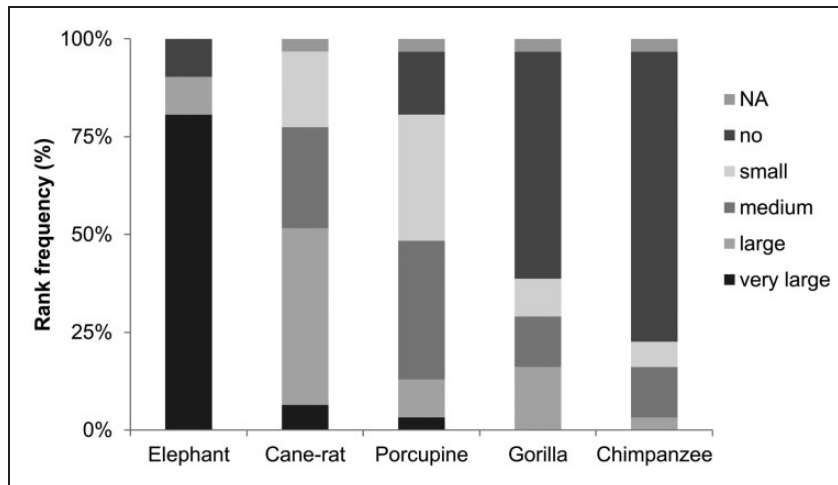 Rank frequency (%)
100%
75%
50%
25%
0%
Elephant
Cane-rat
Porcupine
Gorilla
Chimpanzee
NA
no
small
medium
large
very large